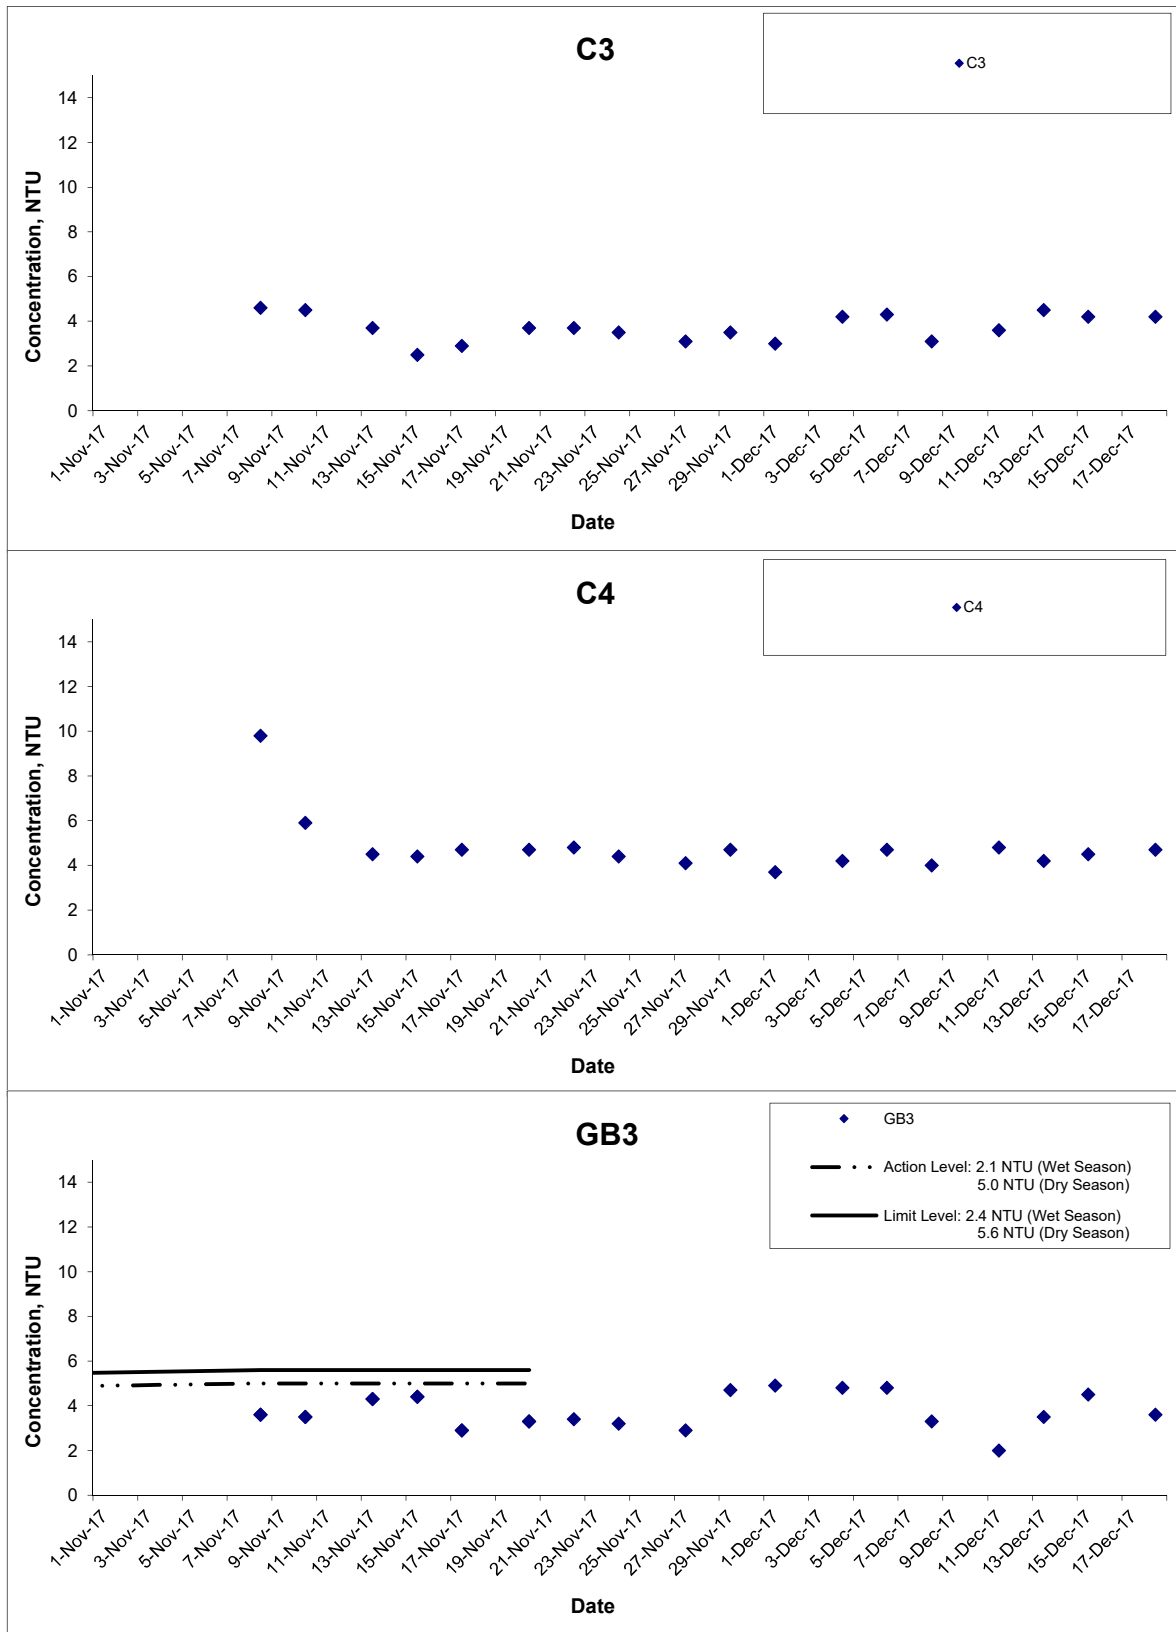 C3
C3
14
12
10
8
6
4
2
0
Concentration, NTU
1-Nov-17
3-Nov-17
5-Nov-17
7-Nov-17
9-Nov-17
11-Nov-17
13-Nov-17
15-Nov-17
17-Nov-17
19-Nov-17
21-Nov-17
23-Nov-17
25-Nov-17
27-Nov-17
29-Nov-17
1-Dec-17
3-Dec-17
5-Dec-17
7-Dec-17
9-Dec-17
11-Dec-17
13-Dec-17
15-Dec-17
17-Dec-17
Date
C4
C4
14
12
10
8
6
4
2
0
Concentration, NTU
1-Nov-17
3-Nov-17
5-Nov-17
7-Nov-17
9-Nov-17
11-Nov-17
13-Nov-17
15-Nov-17
17-Nov-17
19-Nov-17
21-Nov-17
23-Nov-17
25-Nov-17
27-Nov-17
29-Nov-17
1-Dec-17
3-Dec-17
5-Dec-17
7-Dec-17
9-Dec-17
11-Dec-17
13-Dec-17
15-Dec-17
17-Dec-17
Date
GB3
GB3
Action Level: 2.1 NTU (Wet Season)
5.0 NTU (Dry Season)
Limit Level: 2.4 NTU (Wet Season)
5.6 NTU (Dry Season)
14
12
10
8
6
4
2
0
Concentration, NTU
1-Nov-17
3-Nov-17
5-Nov-17
7-Nov-17
9-Nov-17
11-Nov-17
13-Nov-17
15-Nov-17
17-Nov-17
19-Nov-17
21-Nov-17
23-Nov-17
25-Nov-17
27-Nov-17
29-Nov-17
1-Dec-17
3-Dec-17
5-Dec-17
7-Dec-17
9-Dec-17
11-Dec-17
13-Dec-17
15-Dec-17
17-Dec-17
Date